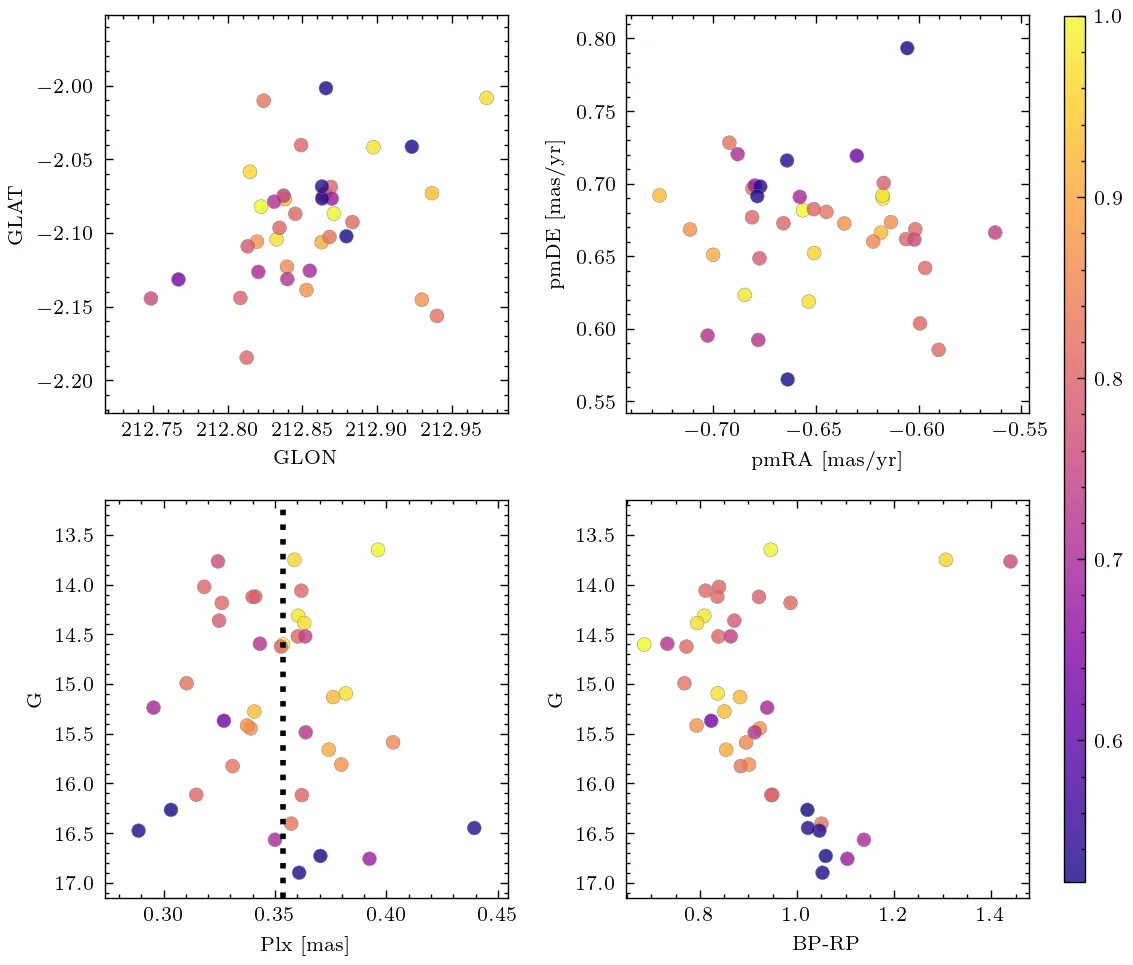 −2.00
−2.05
−2.10
−2.15
−2.20
GLAT
212.75 212.80 212.85 212.90 212.95
GLON
0.80
0.75
0.70
0.65
0.60
0.55
pmDE [mas/yr]
−0.70 −0.65 −0.60 −0.55
pmRA [mas/yr]
1.0
0.9
0.8
0.7
0.6
13.5
14.0
14.5
15.0
15.5
16.0
16.5
17.0
G
0.30 0.35 0.40 0.45
Plx [mas]
13.5
14.0
14.5
15.0
15.5
16.0
16.5
17.0
G
0.8 1.0 1.2 1.4
BP-RP